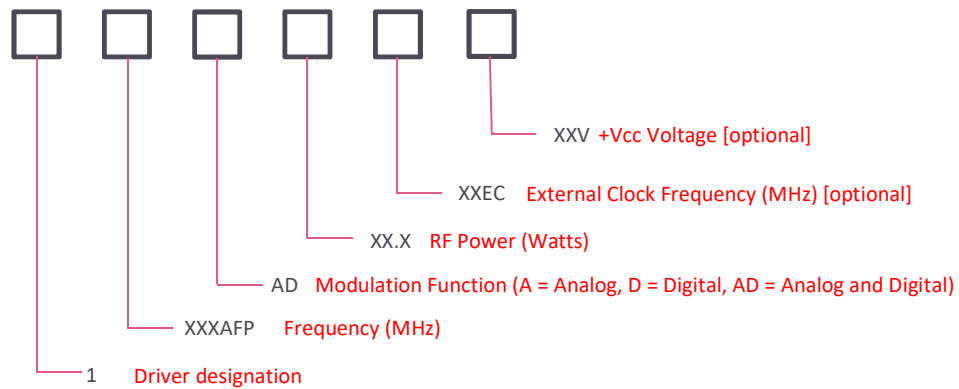 XXV +Vcc Voltage [optional]
XXEC External Clock Frequency (MHz) [optional]
XX.X RF Power (Watts)
AD Modulation Function (A = Analog, D = Digital, AD = Analog and Digital)
XXXAFP Frequency (MHz)
1 Driver designation